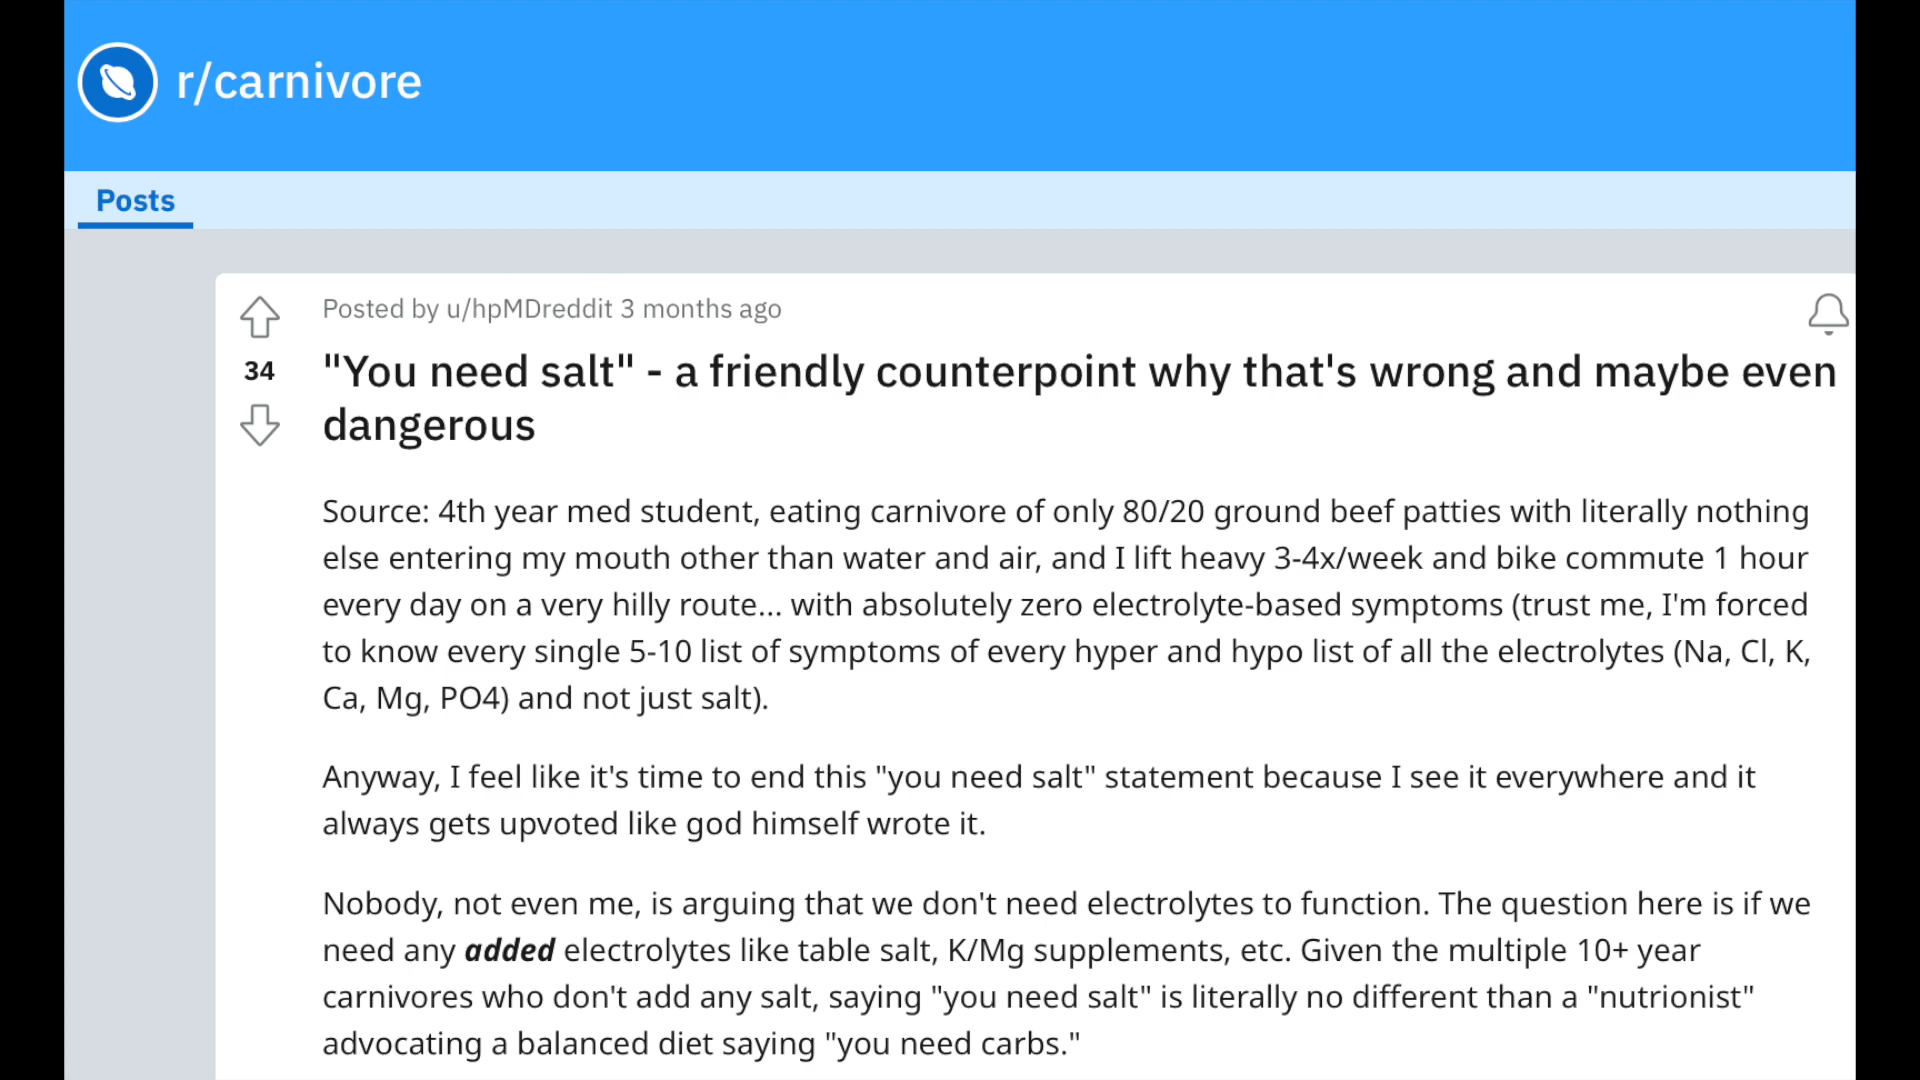 r/carnivore
Posts
Posted by u/hpMDreddit 3 months ago
34
"You need salt" - a friendly counterpoint why that's wrong and maybe even
dangerous
Source: 4th year med student, eating carnivore of only 80/20 ground beef patties with literally nothing
else entering my mouth other than water and air, and I lift heavy 3-4x/week and bike commute 1 hour
every day on a very hilly route... with absolutely zero electrolyte-based symptoms (trust me, I'm forced
to know every single 5-10 list of symptoms of every hyper and hypo list of all the electrolytes (Na, Cl, K,
Ca, Mg, PO4) and not just salt).
Anyway, I feel like it's time to end this "you need salt" statement because I see it everywhere and it
always gets upvoted like god himself wrote it.
Nobody, not even me, is arguing that we don't need electrolytes to function. The question here is if we
need any added electrolytes like table salt, K/Mg supplements, etc. Given the multiple 10+ year
carnivores who don't add any salt, saying "you need salt" is literally no different than a "nutrionist"
advocating a balanced diet saying "you need carbs."